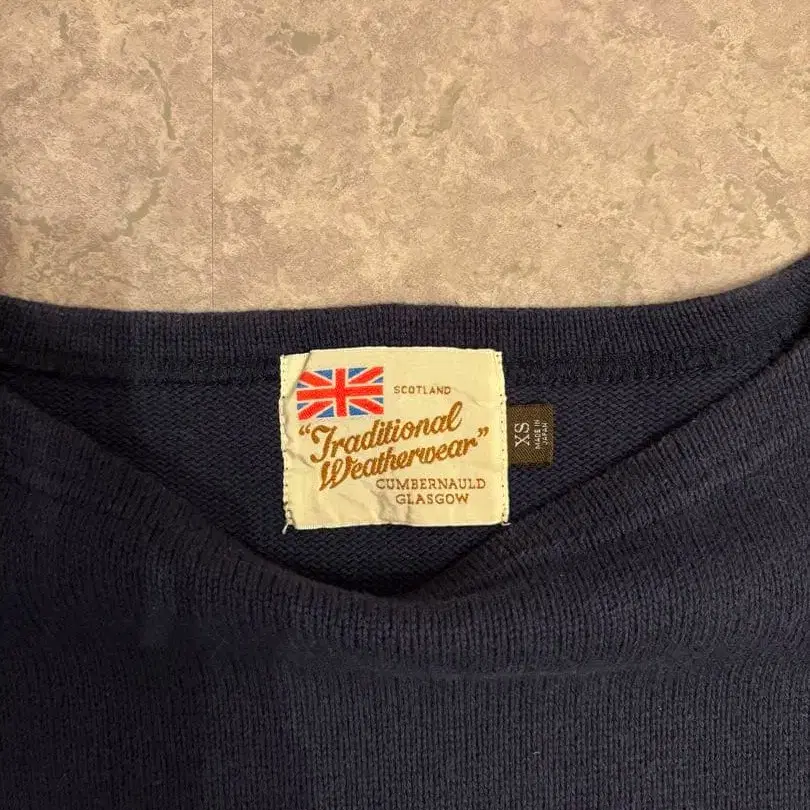 SCOTLAND
"Traditional
Weatherwear"
CUMBERNAULD
GLASGOW
XS
MADE IN
JAPAN